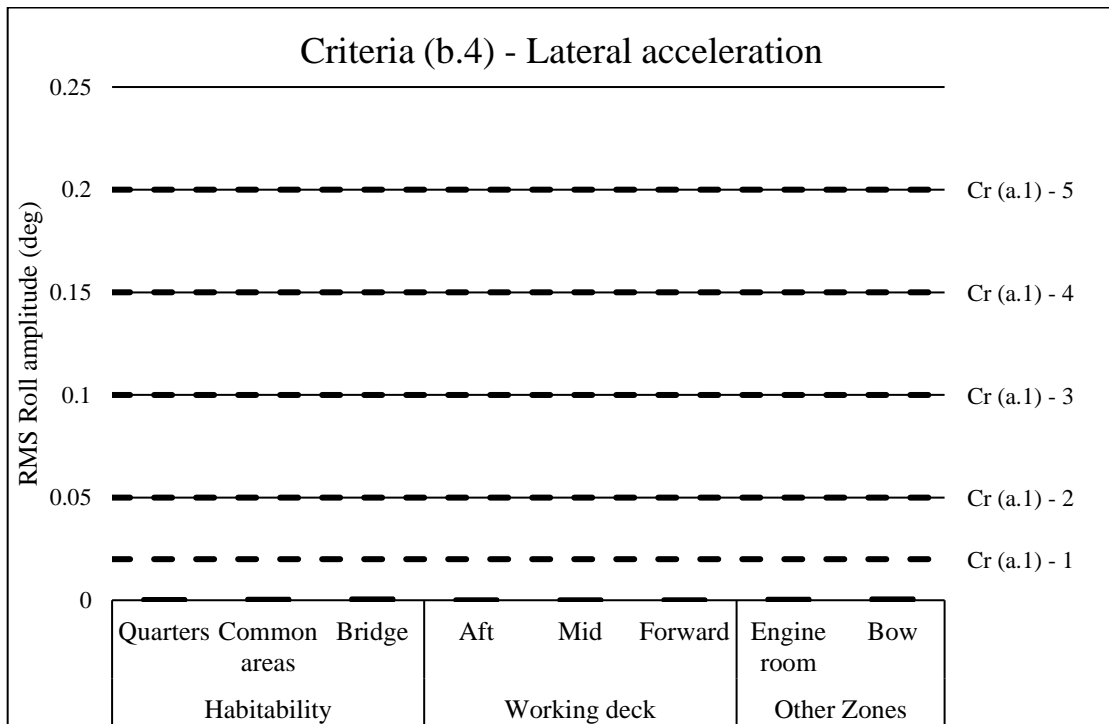 Criteria (b.4) - Lateral acceleration
RMS Roll amplitude (deg)
0.25
0.2
0.15
0.1
0.05
0
Cr (a.1) - 5
Cr (a.1) - 4
Cr (a.1) - 3
Cr (a.1) - 2
Cr (a.1) - 1
Quarters Common Bridge Aft Mid Forward Engine Bow
areas room
Habitability Working deck Other Zones